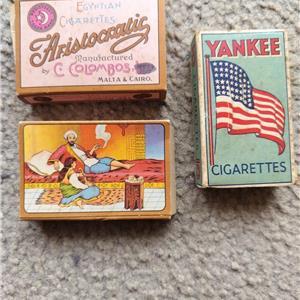 EGYPTIAN
CIGARETTES
Aristocratic
Manufactured
by C. COLOMBOS.
MALTA & CAIRO.
YANKEE
CIGARETTES